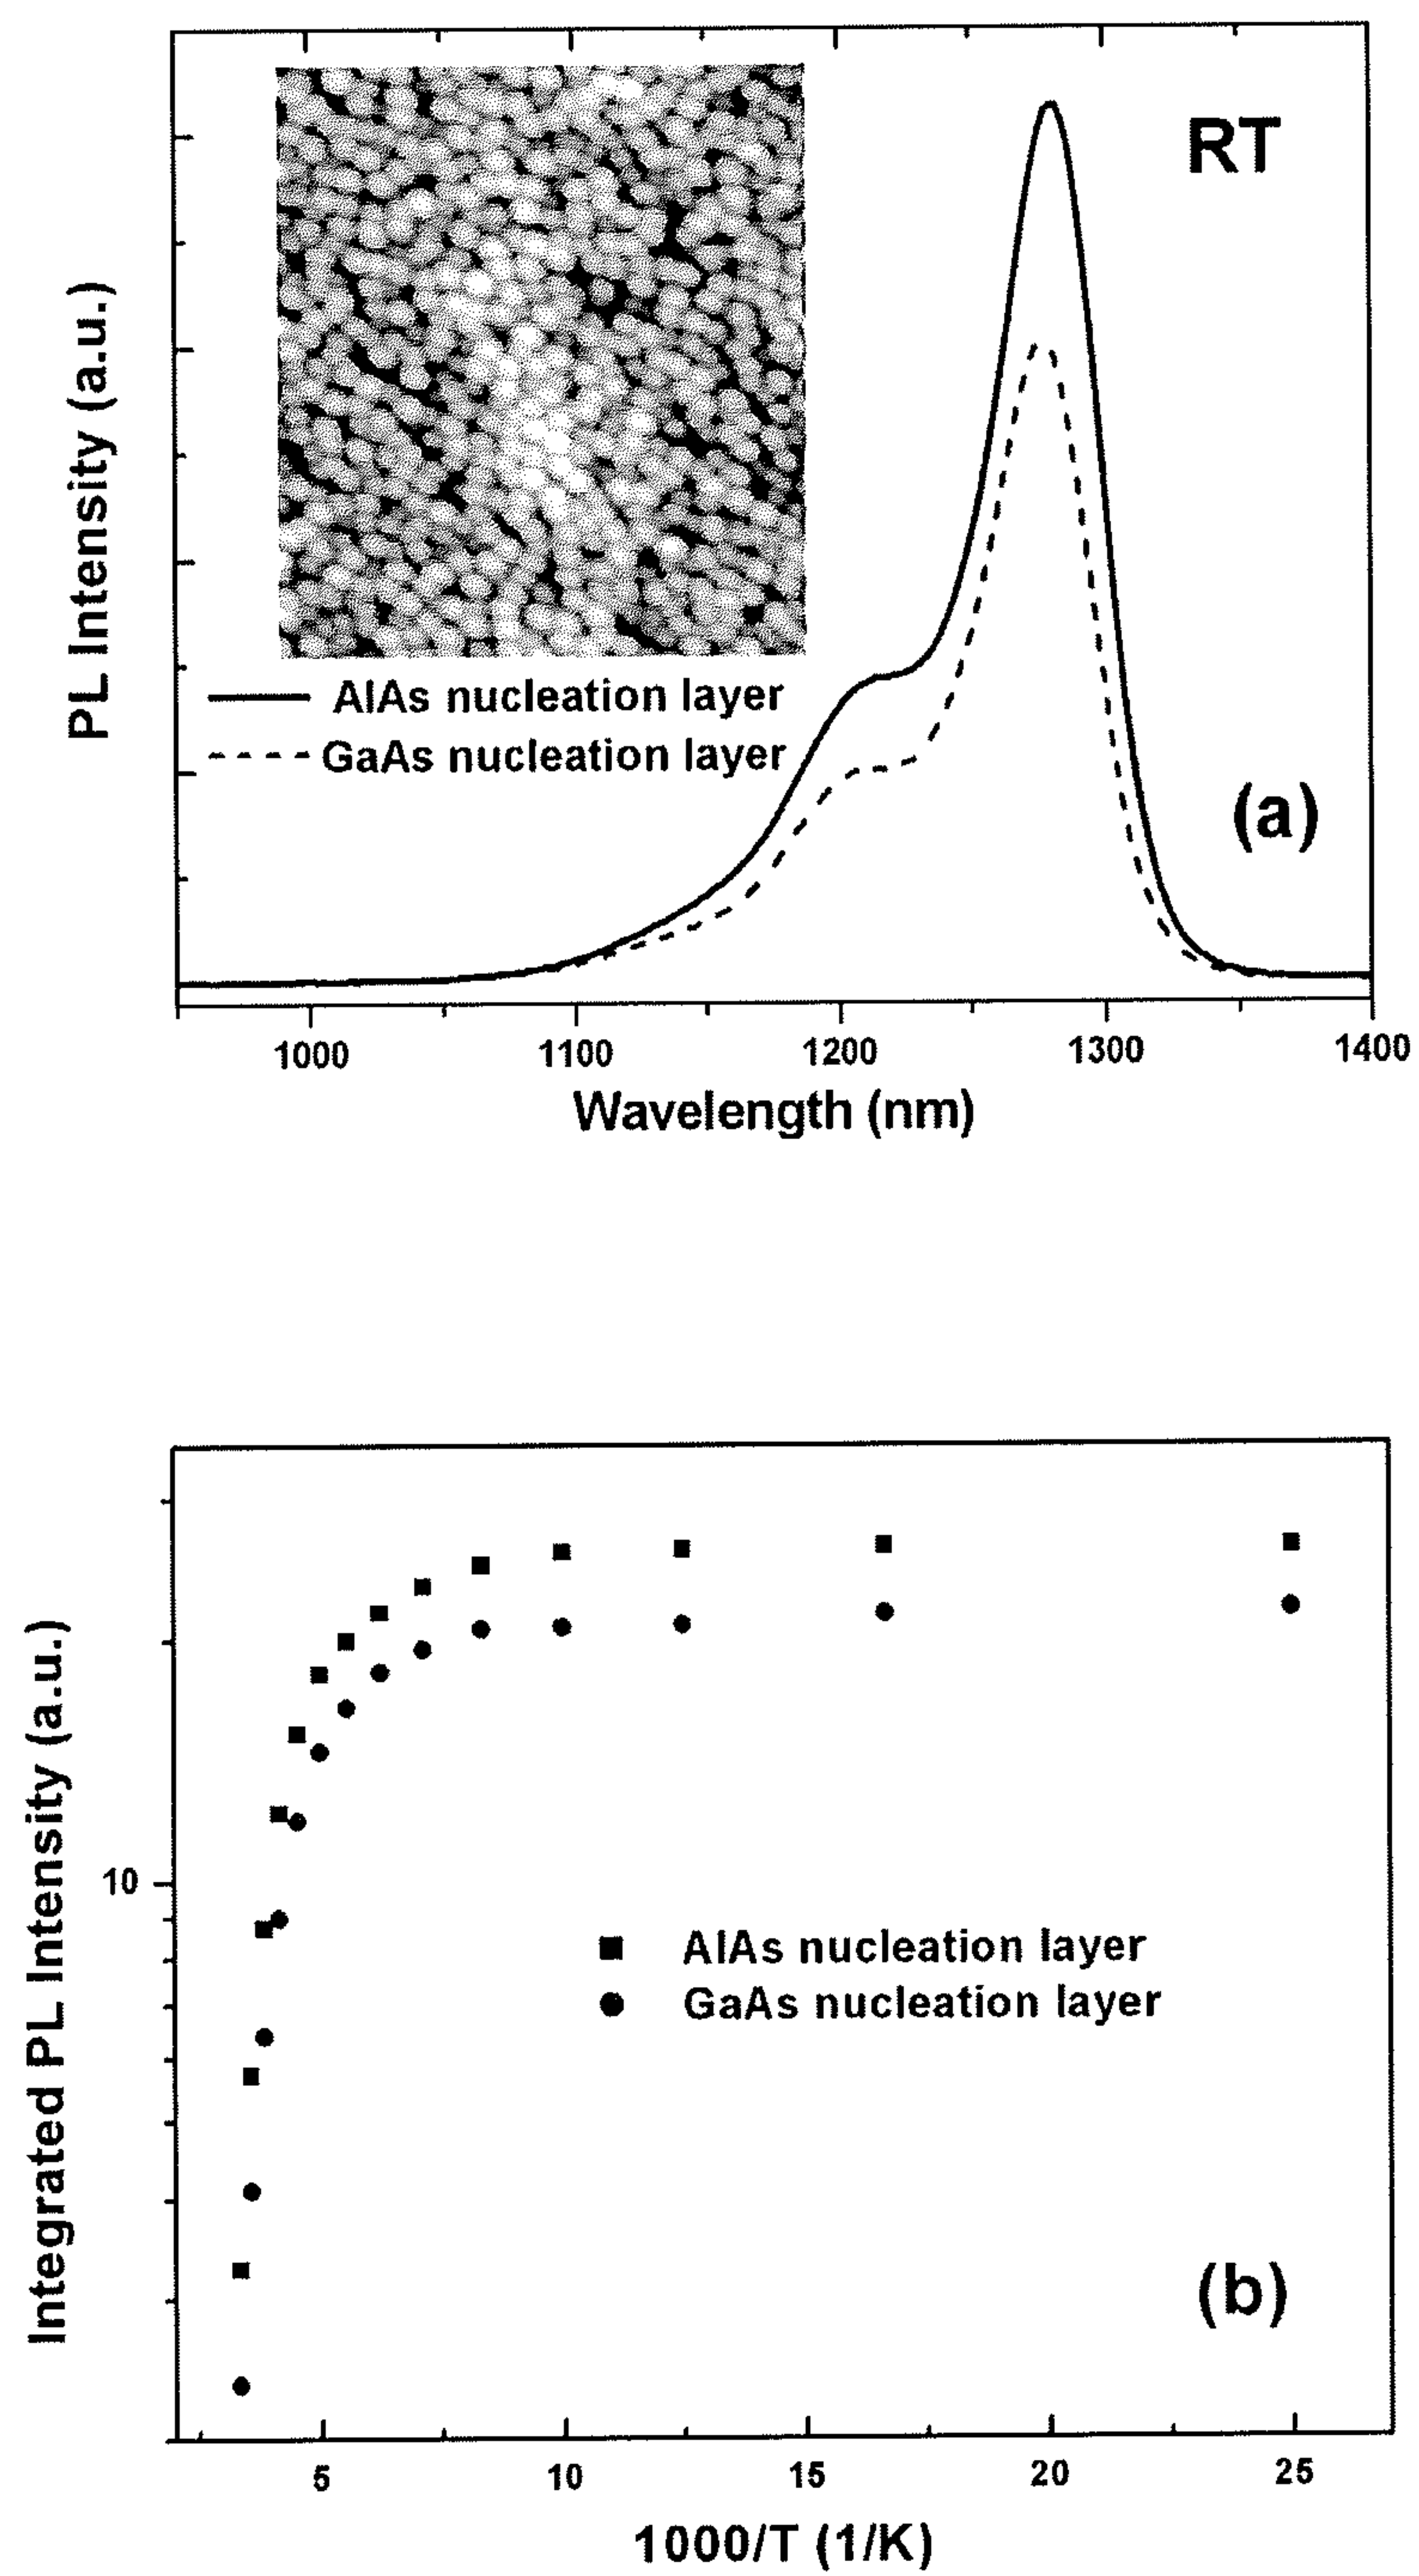 RT
PL Intensity (a.u.)
AlAs nucleation layer
GaAs nucleation layer
(a)
1000 1100 1200 1300 1400
Wavelength (nm)
Integrated PL Intensity (a.u.)
10
AlAs nucleation layer
GaAs nucleation layer
(b)
5 10 15 20 25
1000/T (1/K)